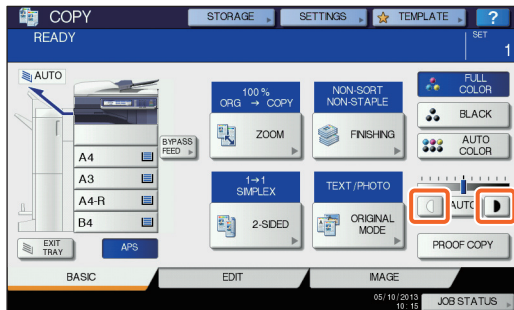 COPY
STORAGE
SETTINGS
TEMPLATE
?
READY
SET
1
AUTO
A4
A3
A4-R
B4
BYPASS
FEED
EXIT
TRAY
APS
100 %
ORG → COPY
ZOOM
NON-SORT
NON-STAPLE
FINISHING
1→1
SIMPLEX
2-SIDED
TEXT/PHOTO
ORIGINAL
MODE
FULL
COLOR
BLACK
AUTO
COLOR
AUTO
PROOF COPY
BASIC
EDIT
IMAGE
05/10/2013
10:15
JOB STATUS